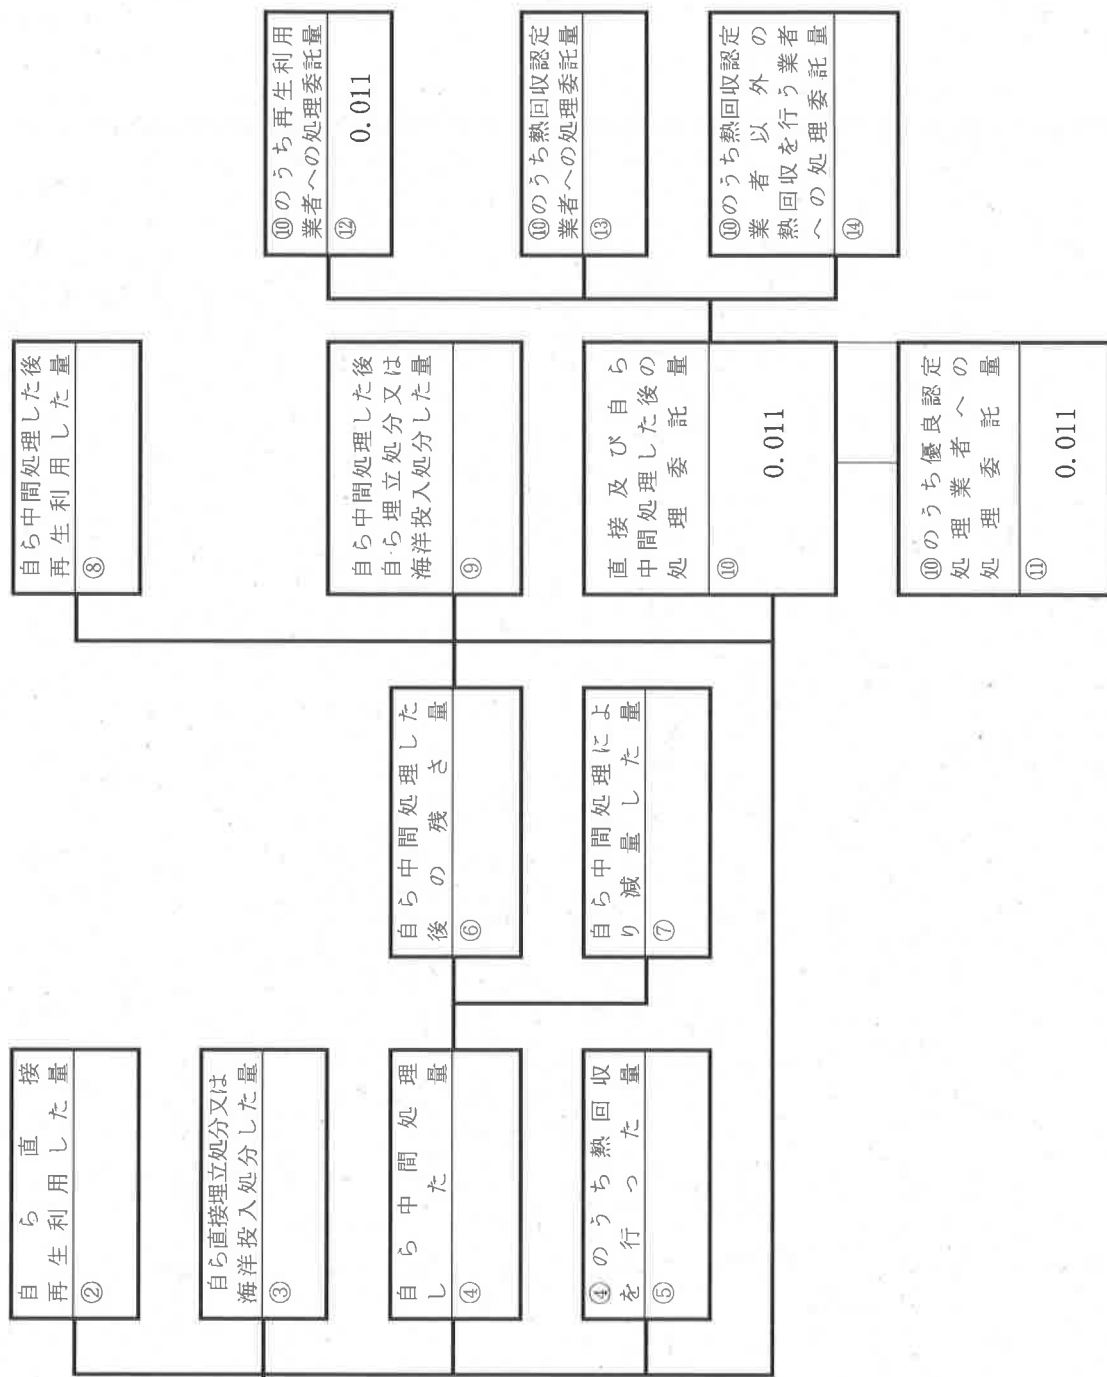 自ら直接
再生利用した量
②
自ら直接埋立処分又は
海洋投入処分した量
③
自ら中間処理
した量
④
④のうち熱回収
を行った量
⑤
自ら中間処理した
後の残さ量
⑥
自ら中間処理によ
り減量した量
⑦
自ら中間処理した後
再生利用した量
⑧
自ら中間処理した後
自ら埋立処分又は
海洋投入処分した量
⑨
直接及び自ら
中間処理した後の
処理委託量
⑩
0.011
⑩のうち優良認定
処理業者への
処理委託量
⑪
0.011
⑩のうち再生利用
業者への処理委託量
⑫
0.011
⑩のうち熱回収認定
業者への処理委託量
⑬
⑩のうち熱回収認定
業者以外の
熱回収を行う業者
への処理委託量
⑭